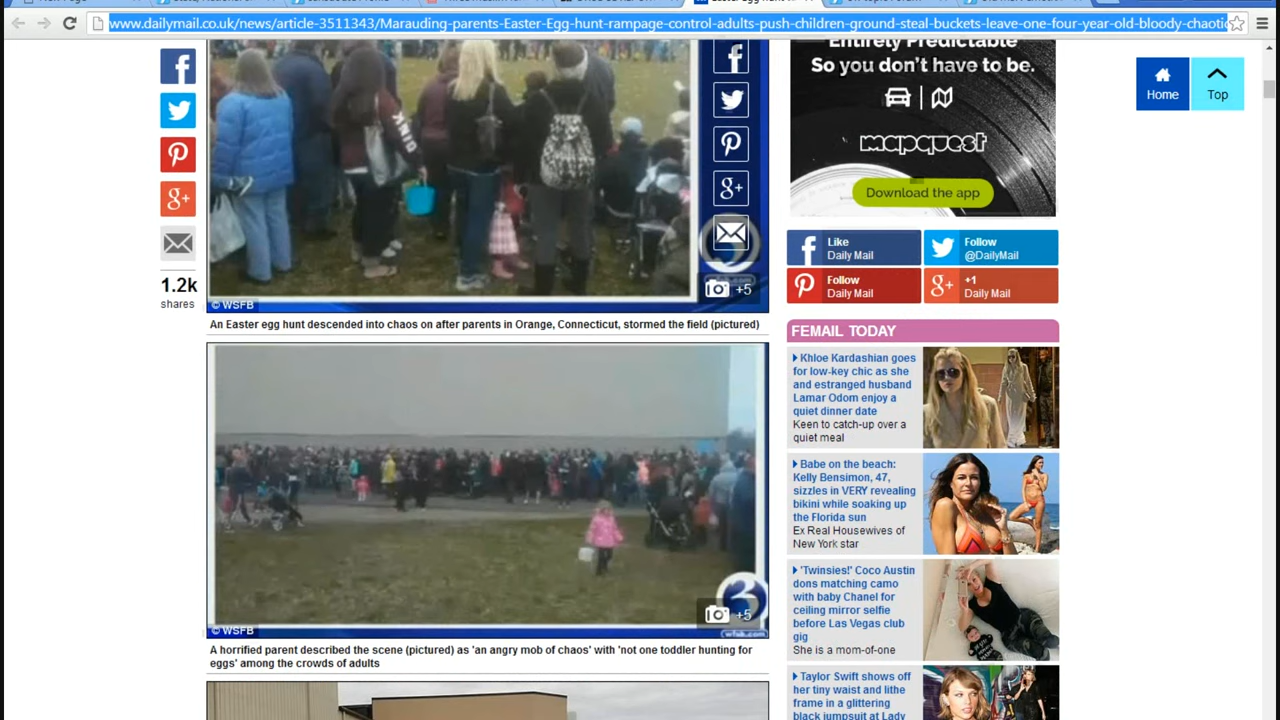 www.dailymail.co.uk/news/article-3511343/Marauding-parents-Easter-Egg-hunt-rampage-control-adults-push-children-ground-steal-buckets-leave-one-four-year-old-bloody-chaotic
Entirely Predictable
So you don't have to be.
mapquest
Download the app
Home
Top
1.2k
shares
+5
© WSFB
An Easter egg hunt descended into chaos on after parents in Orange, Connecticut, stormed the field (pictured)
Like
Daily Mail
Follow
@DailyMail
Follow
Daily Mail
+1
Daily Mail
FEMAIL TODAY
Khloe Kardashian goes
for low-key chic as she
and estranged husband
Lamar Odom enjoy a
quiet dinner date
Keen to catch-up over a
quiet meal
Babe on the beach:
Kelly Bensimon, 47,
sizzles in VERY revealing
bikini while soaking up
the Florida sun
Ex Real Housewives of
New York star
'Twinsies!' Coco Austin
dons matching camo
with baby Chanel for
ceiling mirror selfie
before Las Vegas club
gig
She is a mom-of-one
Taylor Swift shows off
her tiny waist and lithe
frame in a glittering
black jumpsuit at Lady
3
+5
wfsb.com
© WSFB
A horrified parent described the scene (pictured) as 'an angry mob of chaos' with 'not one toddler hunting for
eggs' among the crowds of adults